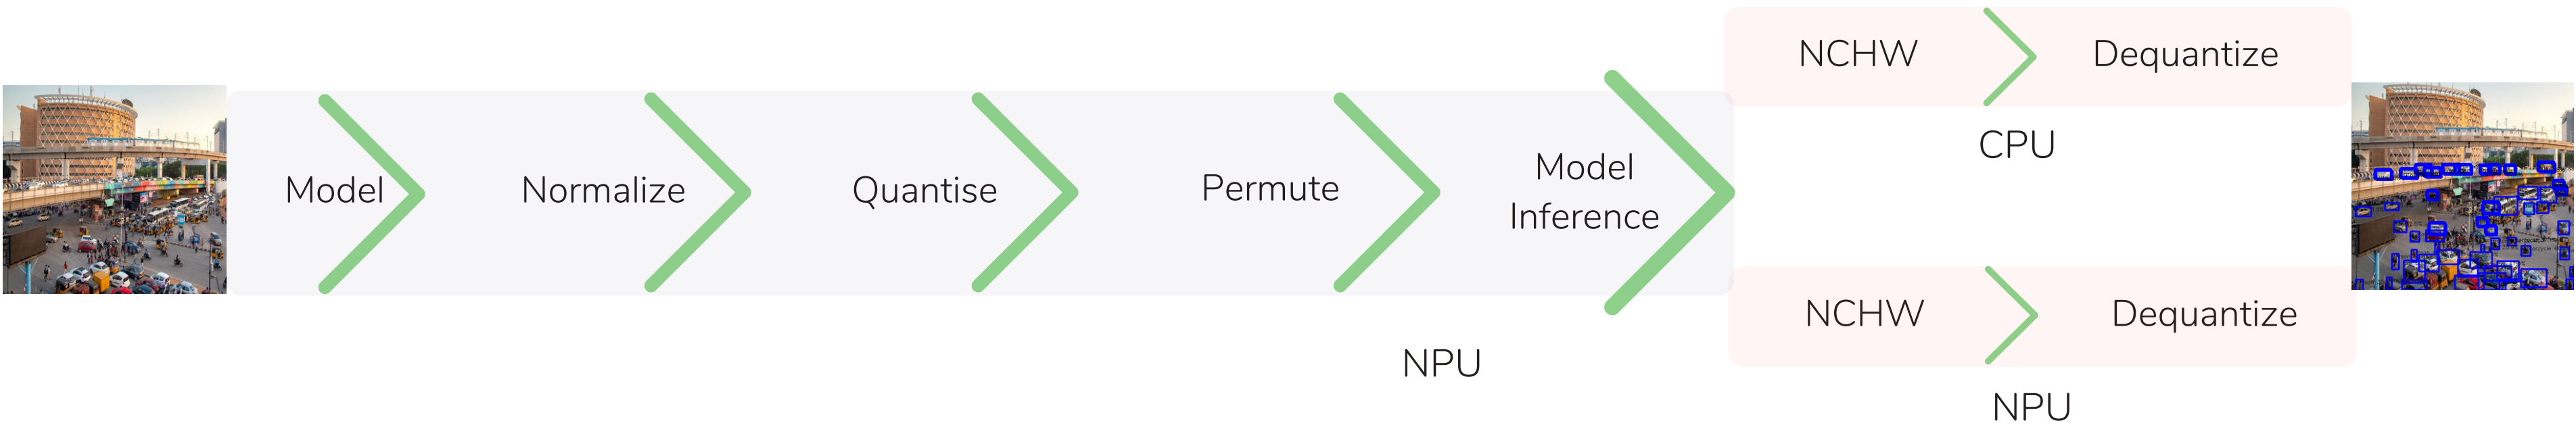 Model
Normalize
Quantise
Permute
Model
Inference
NPU
NCHW
Dequantize
CPU
NCHW
Dequantize
NPU